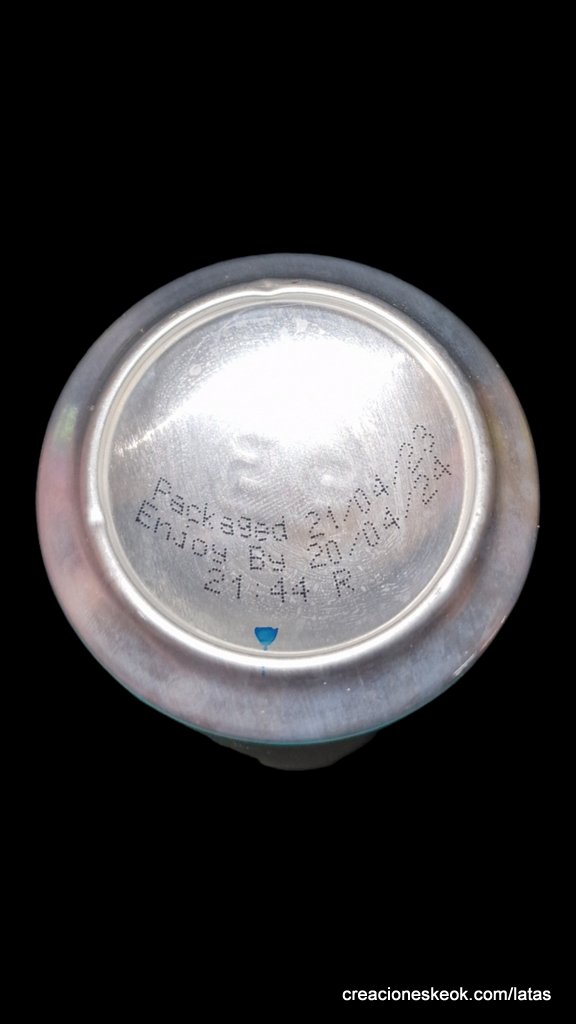 Packaged 21/04/23
Enjoy By 20/04/24
21:44 R
creacioneskeok.com/latas